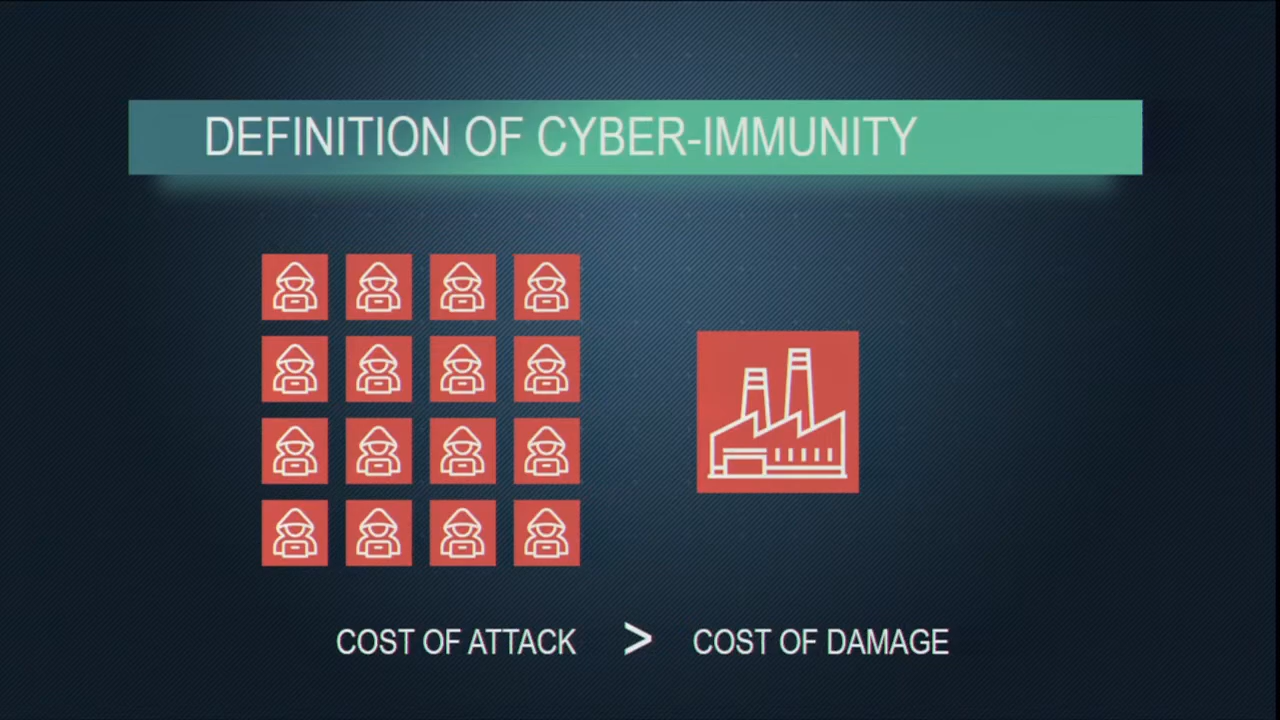 DEFINITION OF CYBER-IMMUNITY
COST OF ATTACK > COST OF DAMAGE